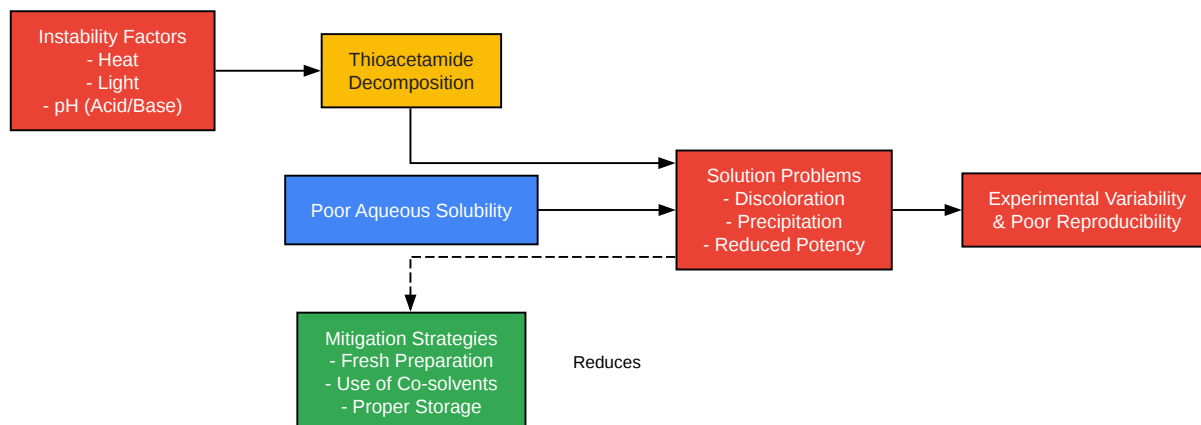 Instability Factors
- Heat
- Light
- pH (Acid/Base)
Thioacetamide
Decomposition
Poor Aqueous Solubility
Solution Problems
- Discoloration
- Precipitation
- Reduced Potency
Experimental Variability
& Poor Reproducibility
Mitigation Strategies
- Fresh Preparation
- Use of Co-solvents
- Proper Storage
Reduces